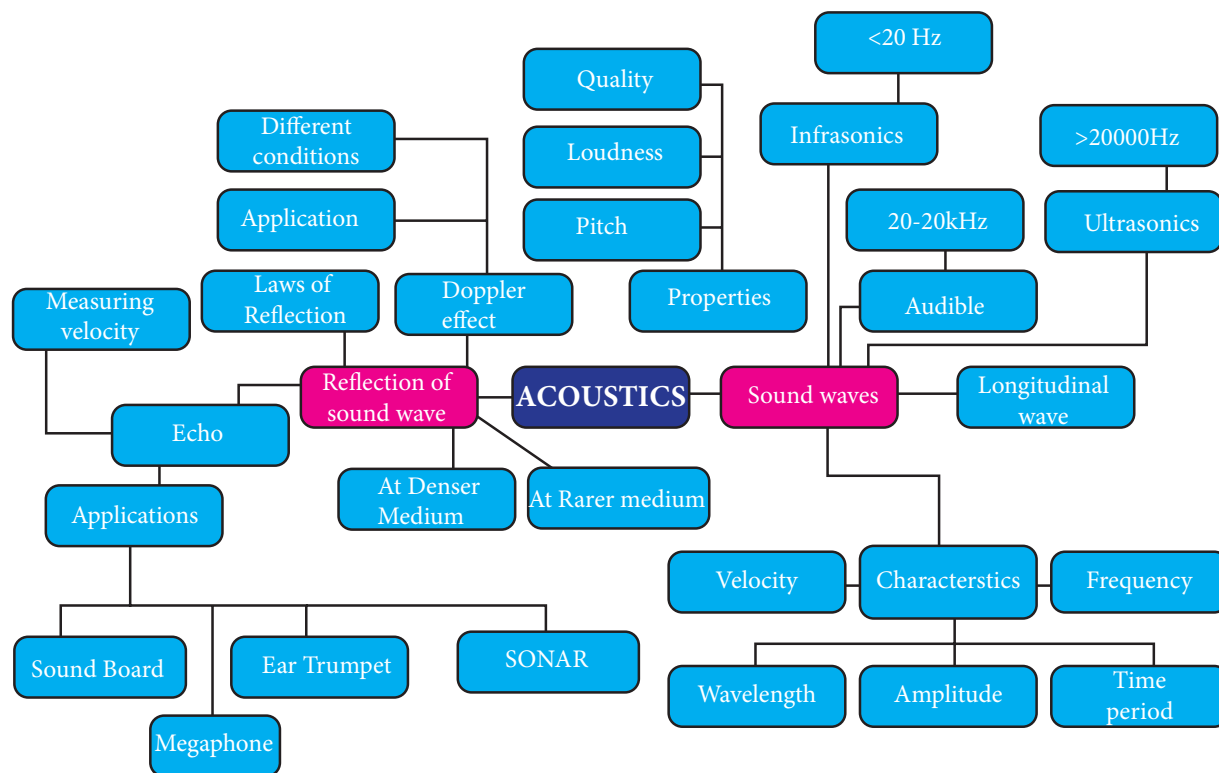 <20 Hz
Quality
Different
conditions
Loudness
Infrasonics
>20000Hz
Application
Pitch
20-20kHz
Ultrasonics
Measuring
velocity
Laws of
Reflection
Doppler
effect
Properties
Audible
Reflection of
sound wave
ACOUSTICS
Sound waves
Longitudinal
wave
Echo
At Denser
Medium
At Rarer medium
Applications
Velocity
Characterstics
Frequency
Sound Board
Ear Trumpet
SONAR
Wavelength
Amplitude
Time
period
Megaphone